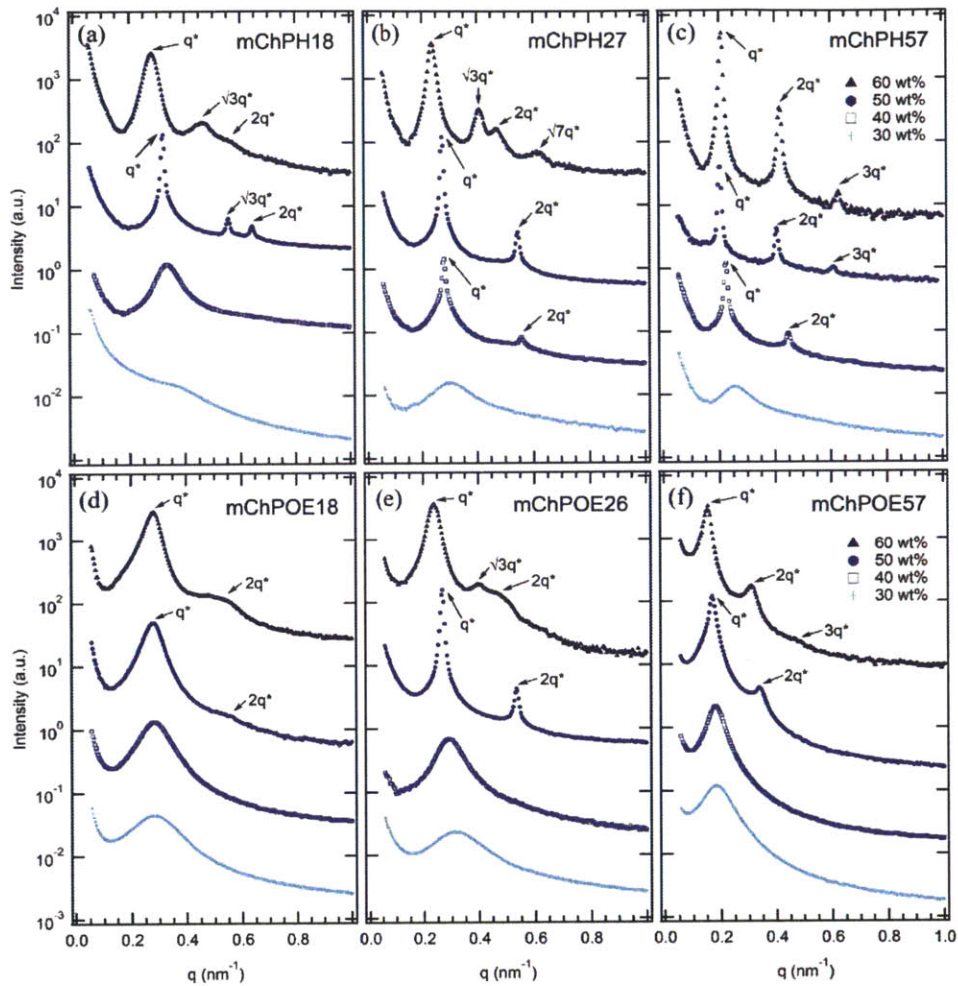 (a) q* mChPH18
√3q*
2q*
q*
√3q* 2q*
(b) q* mChPH27
√3q*
2q*
√7q*
q*
2q*
q*
2q*
(c) mChPH57
q*
60 wt%
50 wt%
40 wt%
30 wt%
2q*
3q*
q*
2q*
3q*
q*
2q*
Intensity (a.u.)
10⁴
10³
10²
10¹
10⁰
10⁻¹
10⁻²
(d) q* mChPOE18
2q*
q*
2q*
(e) q* mChPOE26
√3q*
2q*
q*
2q*
(f) q* mChPOE57
60 wt%
50 wt%
40 wt%
30 wt%
2q*
q*
3q*
2q*
Intensity (a.u.)
10⁴
10³
10²
10¹
10⁰
10⁻¹
10⁻²
10⁻³
0.0 0.2 0.4 0.6 0.8 0.0 0.2 0.4 0.6 0.8 0.0 0.2 0.4 0.6 0.8 1.0
q (nm⁻¹) q (nm⁻¹) q (nm⁻¹)